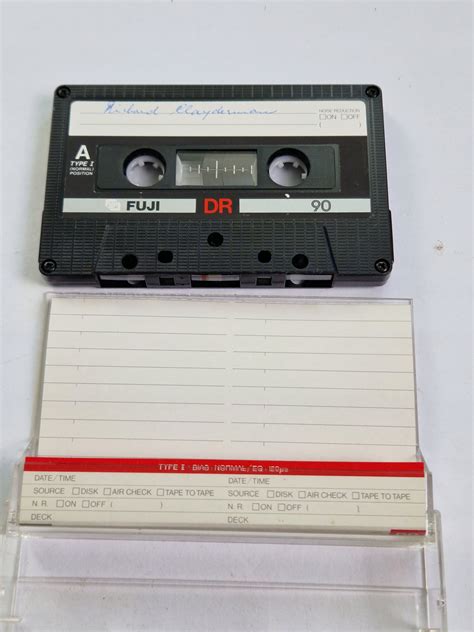 Richard Clayderman
NOISE REDUCTION
□ ON □ OFF
( )
A
TYPE I
(NORMAL)
POSITION
FUJI DR 90
TYPE I · BIAS · NORMAL/EQ · 120µs
DATE/TIME DATE/TIME
SOURCE □ DISK □ AIR CHECK □ TAPE TO TAPE SOURCE □ DISK □ AIR CHECK □ TAPE TO TAPE
N. R. □ ON □ OFF ( ) N. R. □ ON □ OFF ( )
DECK DECK